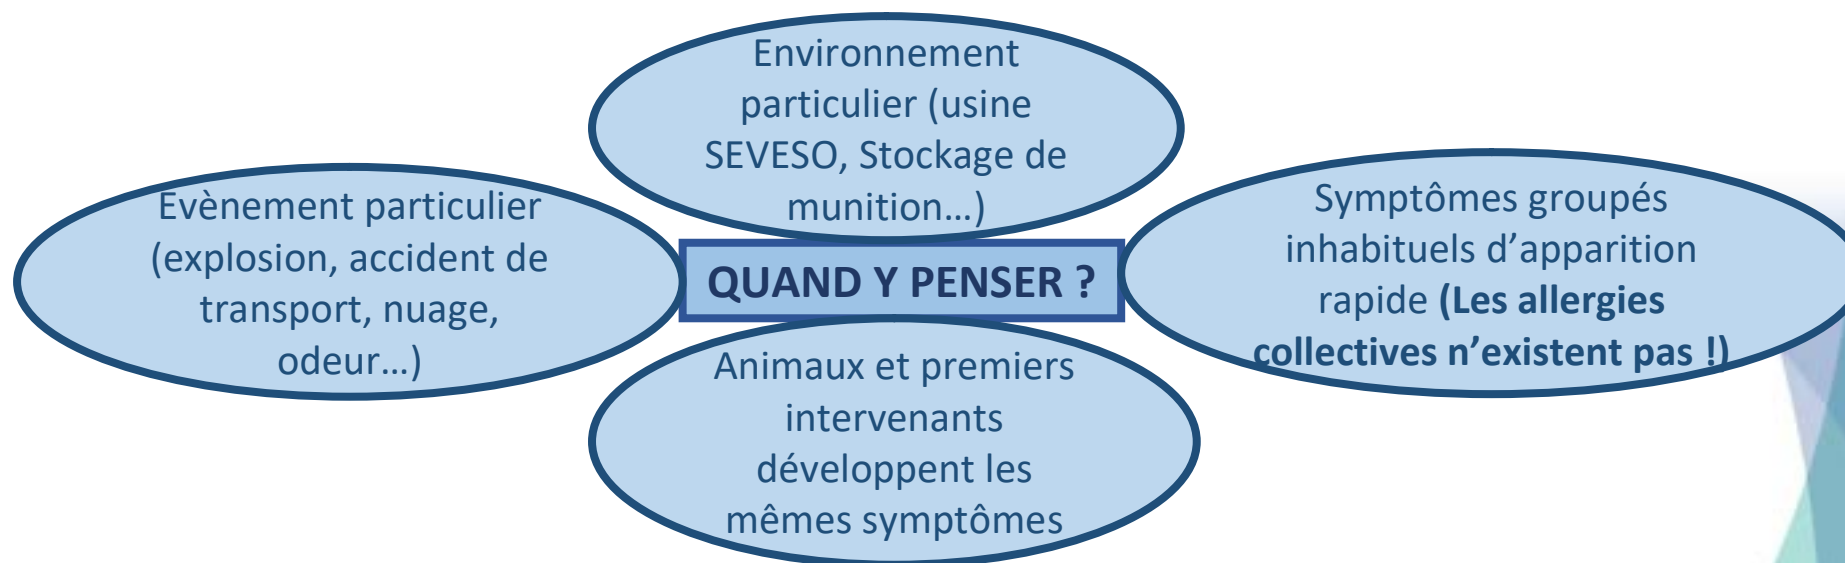 Environnement
particulier (usine
SEVESO, Stockage de
munition…)
Evènement particulier
(explosion, accident de
transport, nuage,
odeur…)
QUAND Y PENSER ?
Symptômes groupés
inhabituels d’apparition
rapide (Les allergies
collectives n’existent pas !)
Animaux et premiers
intervenants
développent les
mêmes symptômes